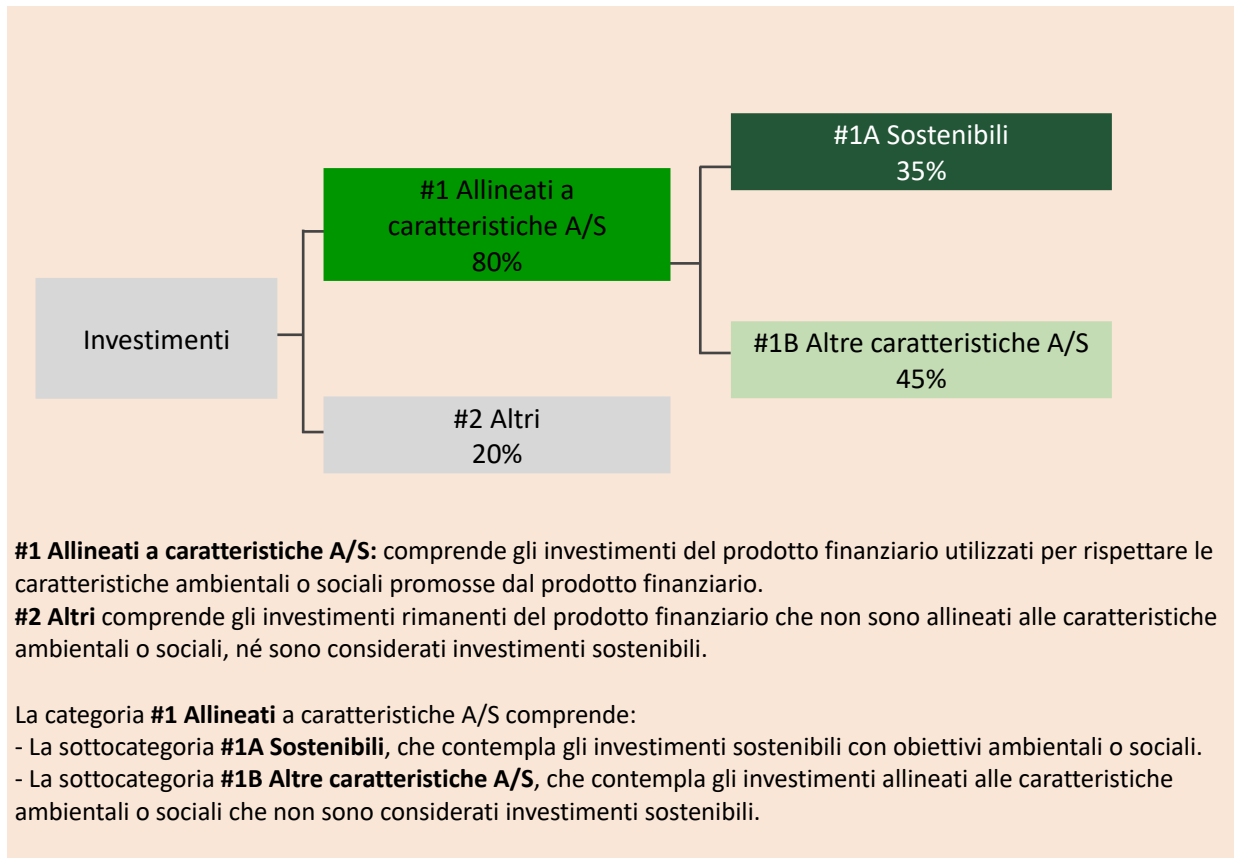 #1A Sostenibili
35%
#1 Allineati a
caratteristiche A/S
80%
Investimenti
#1B Altre caratteristiche A/S
45%
#2 Altri
20%
#1 Allineati a caratteristiche A/S: comprende gli investimenti del prodotto finanziario utilizzati per rispettare le
caratteristiche ambientali o sociali promosse dal prodotto finanziario.
#2 Altri comprende gli investimenti rimanenti del prodotto finanziario che non sono allineati alle caratteristiche
ambientali o sociali, né sono considerati investimenti sostenibili.
La categoria #1 Allineati a caratteristiche A/S comprende:
- La sottocategoria #1A Sostenibili, che contempla gli investimenti sostenibili con obiettivi ambientali o sociali.
- La sottocategoria #1B Altre caratteristiche A/S, che contempla gli investimenti allineati alle caratteristiche
ambientali o sociali che non sono considerati investimenti sostenibili.